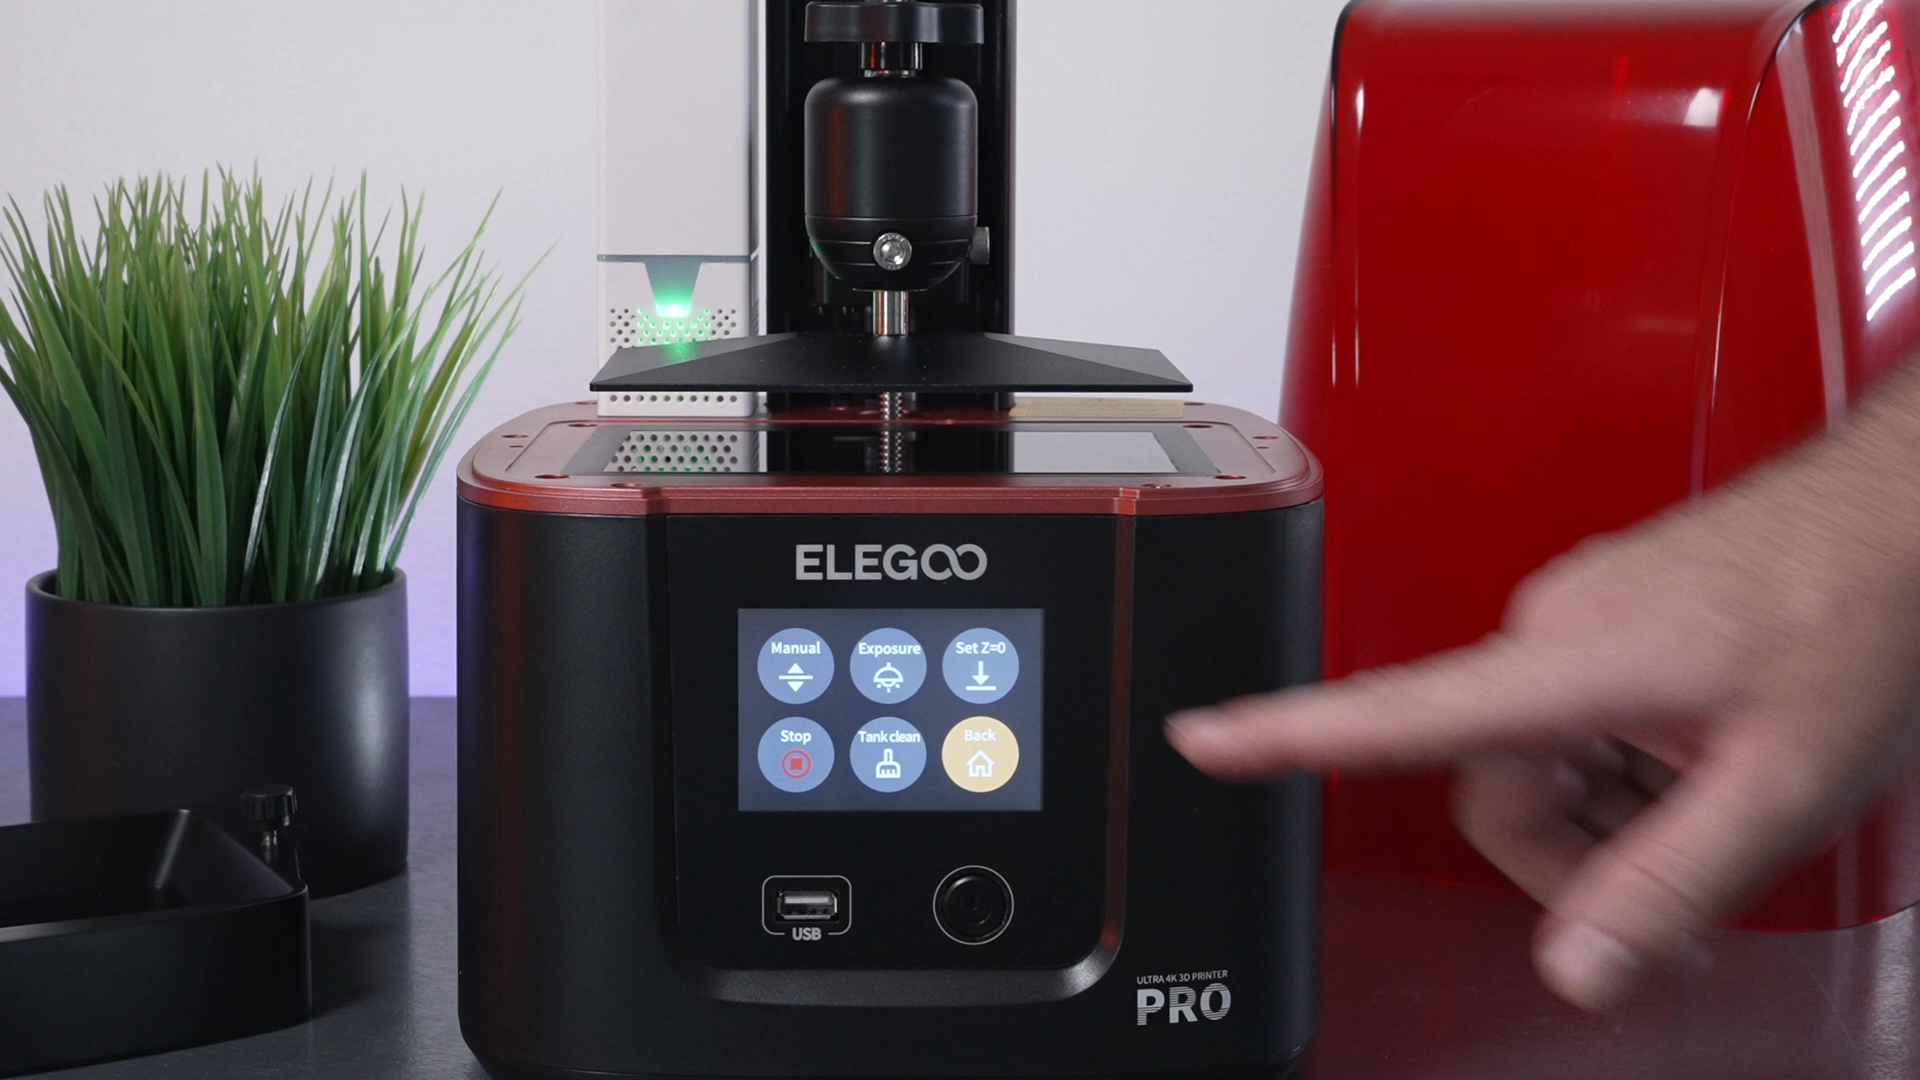 ELEGOO
Manual
Exposure
Set Z=0
Stop
Tank clean
Back
USB
ULTRA 4K 3D PRINTER
PRO